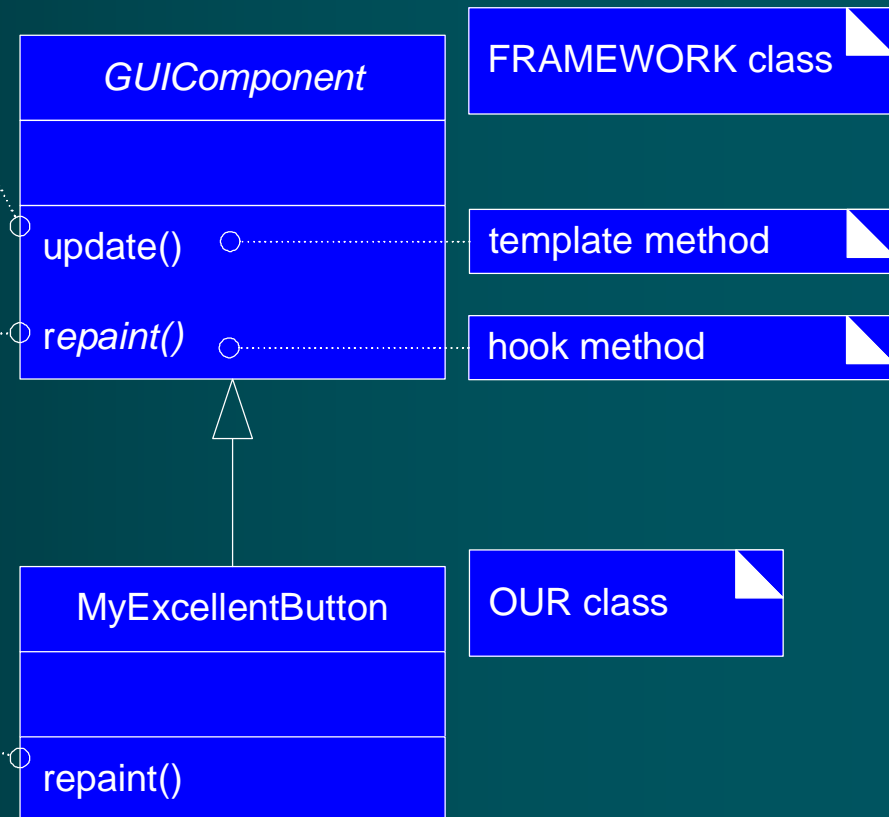 GUIComponent
FRAMEWORK class
update()
template method
repaint()
hook method
MyExcellentButton
OUR class
repaint()